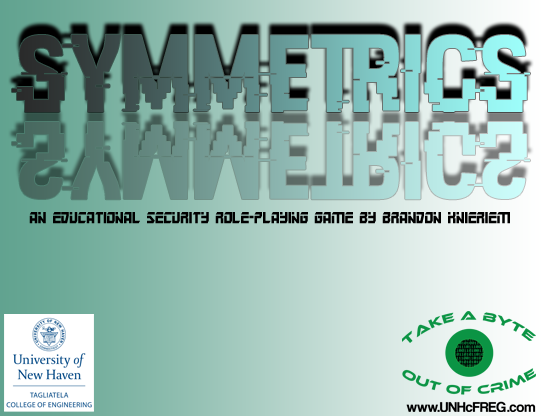 SYMMETRICS
AN EDUCATIONAL SECURITY ROLE-PLAYING GAME BY BRANDON KNIERIEM
University of
New Haven
TAGLIATELA
COLLEGE OF ENGINEERING
TAKE A BYTE
OUT OF CRIME
www.UNHcFREG.com